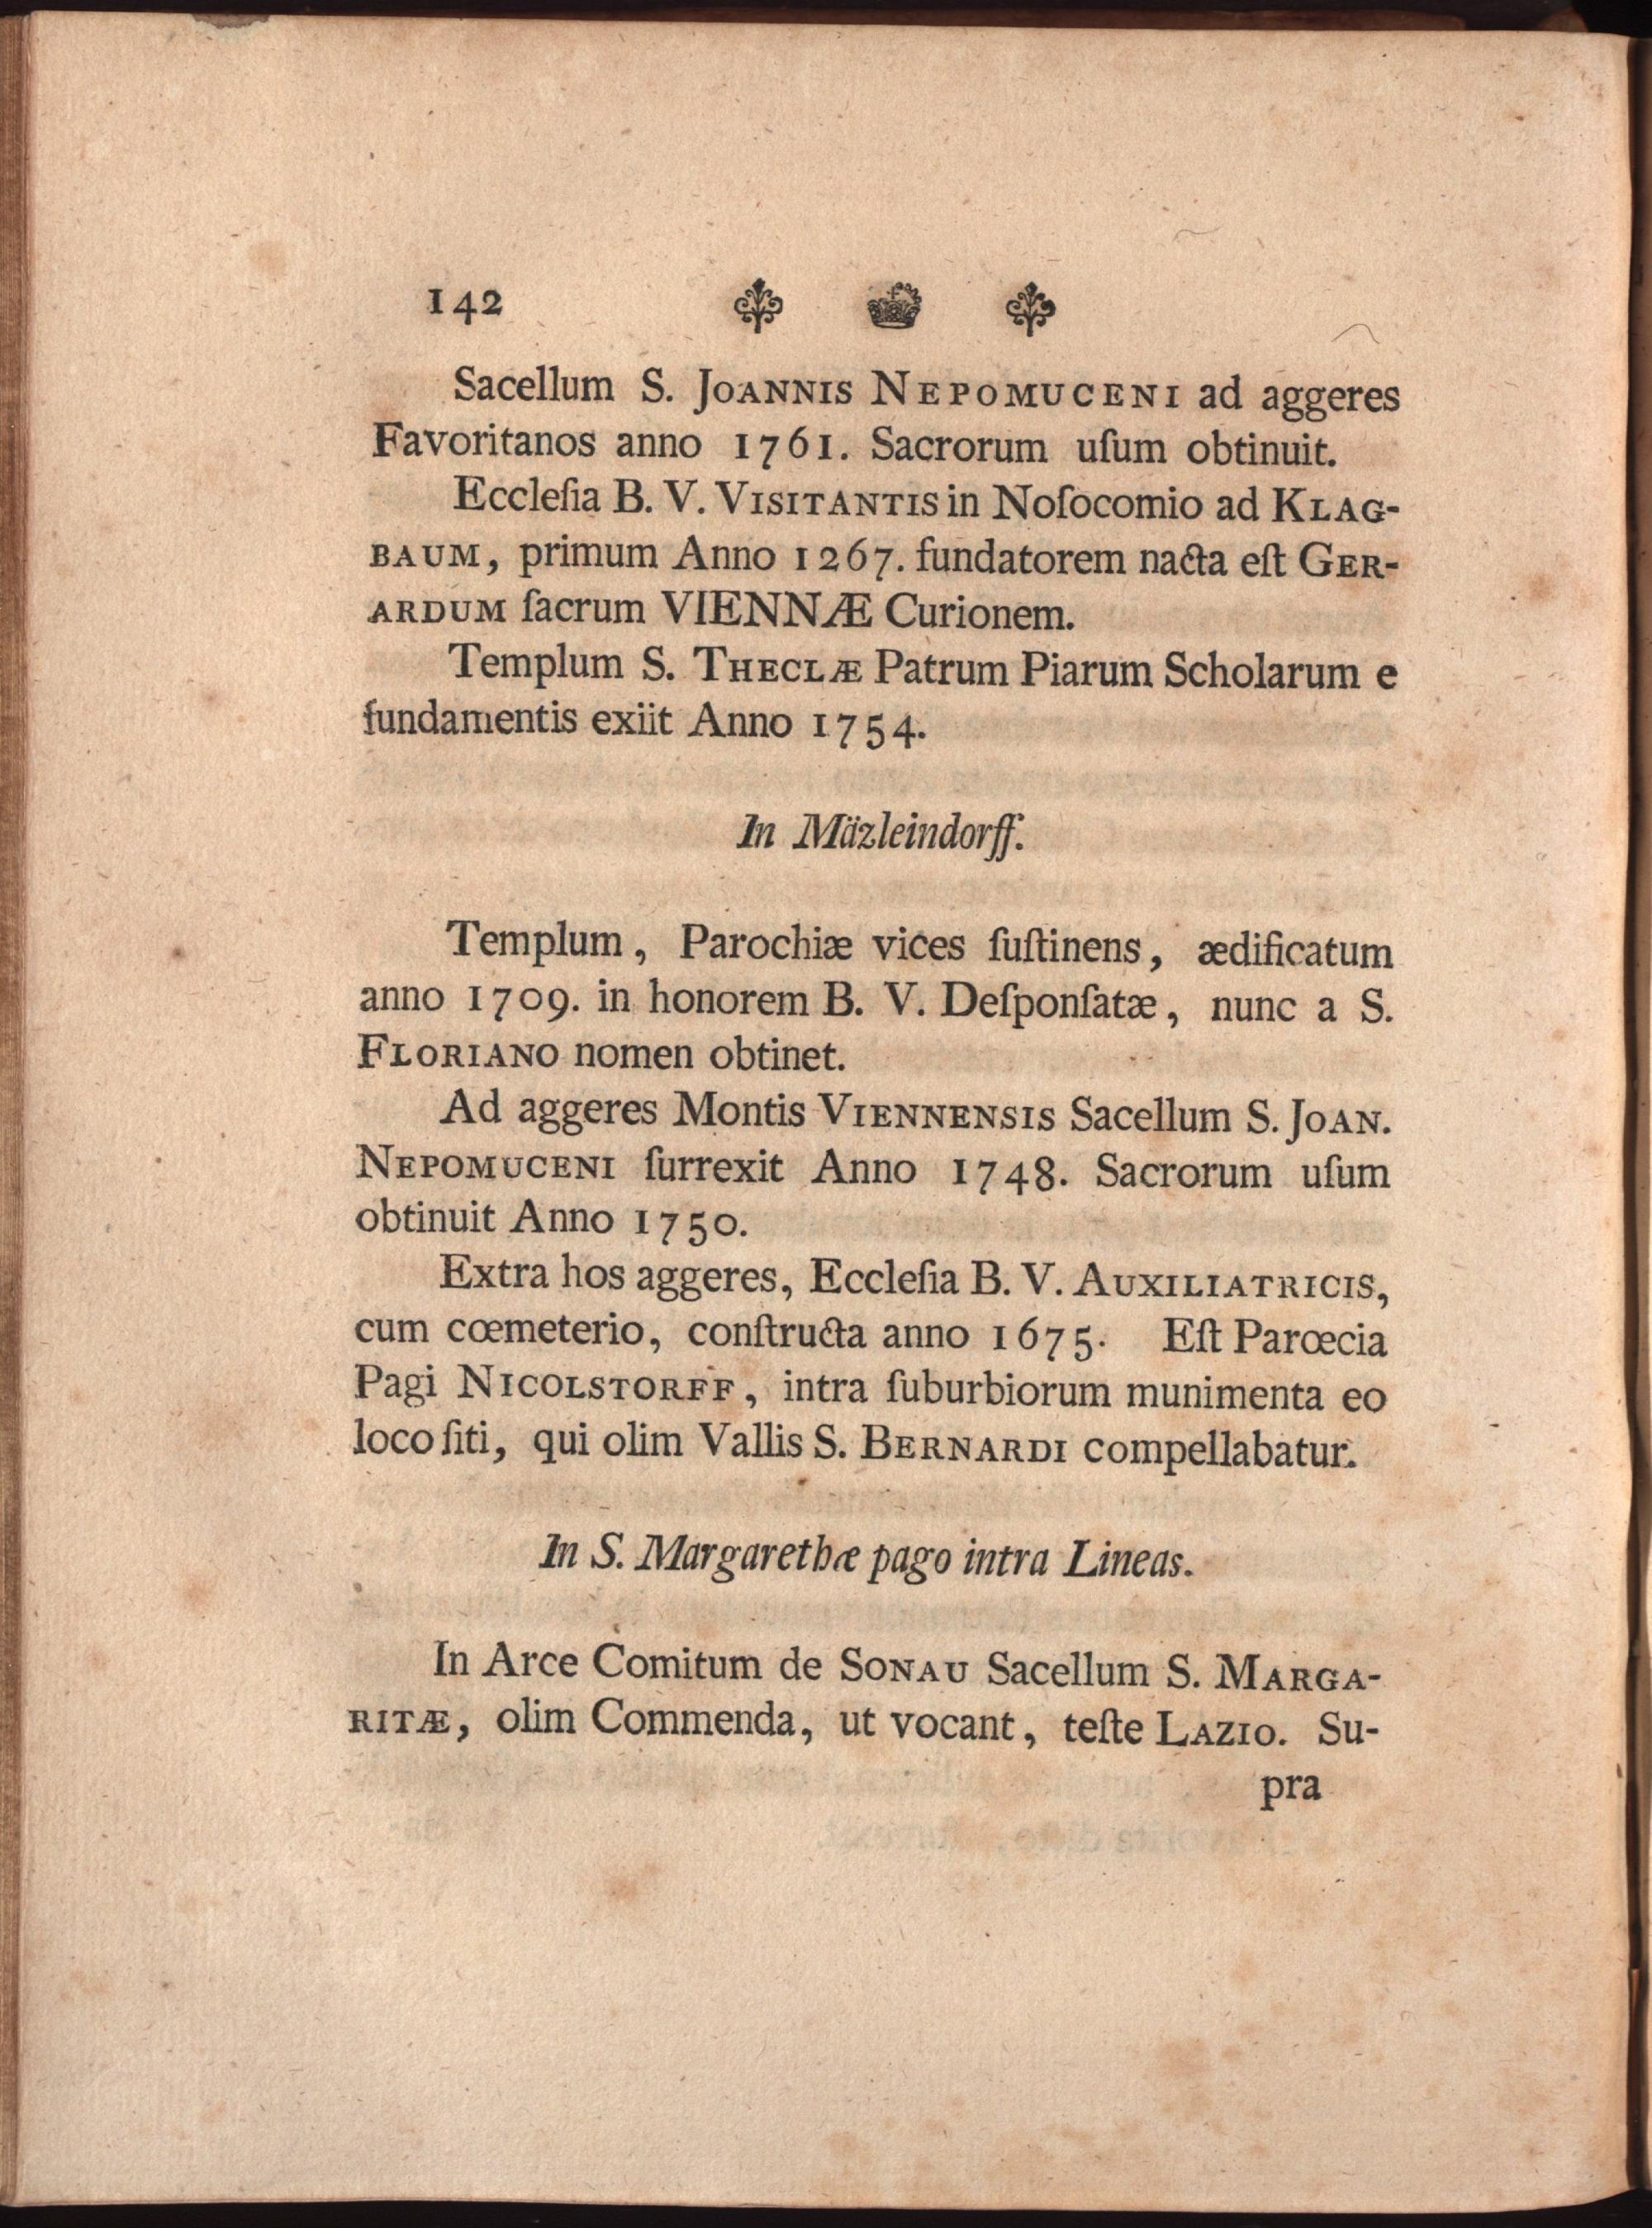 142
Sacellum S. JOANNIS NEPOMUCENI ad aggeres
Favoritanos anno 1761. Sacrorum uſum obtinuit.
Eccleſia B. V. VISITANTIS in Noſocomio ad KLAG-
BAUM, primum Anno 1267. fundatorem nacta eſt GER-
ARDUM ſacrum VIENNÆ Curionem.
Templum S. THECLÆ Patrum Piarum Scholarum e
fundamentis exiit Anno 1754.
In Mäzleindorff.
Templum, Parochiæ vices ſuſtinens, ædificatum
anno 1709. in honorem B. V. Deſponſatæ, nunc a S.
FLORIANO nomen obtinet.
Ad aggeres Montis VIENNENSIS Sacellum S. JOAN.
NEPOMUCENI ſurrexit Anno 1748. Sacrorum uſum
obtinuit Anno 1750.
Extra hos aggeres, Eccleſia B. V. AUXILIATRICIS,
cum cœmeterio, conſtructa anno 1675. Eſt Parœcia
Pagi NICOLSTORFF, intra ſuburbiorum munimenta eo
loco ſiti, qui olim Vallis S. BERNARDI compellabatur.
In S. Margarethæ pago intra Lineas.
In Arce Comitum de SONAU Sacellum S. MARGA-
RITÆ, olim Commenda, ut vocant, teſte LAZIO. Su-
pra